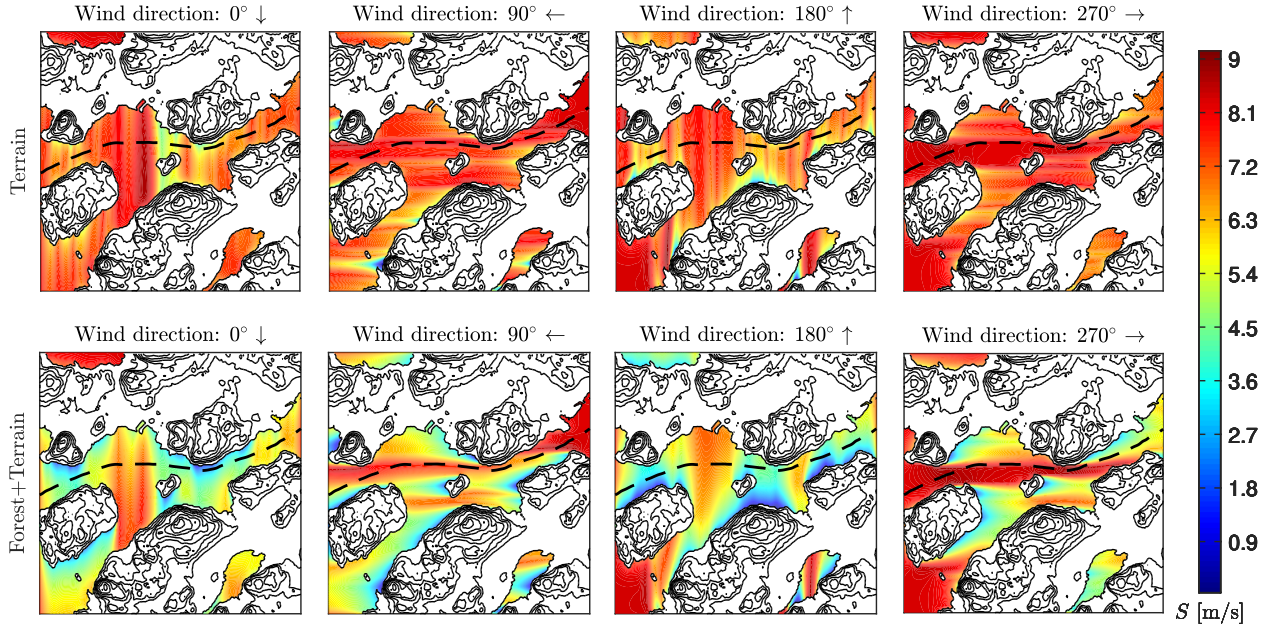 Wind direction: 0° ↓
Wind direction: 90° ←
Wind direction: 180° ↑
Wind direction: 270° →
Terrain
Wind direction: 0° ↓
Wind direction: 90° ←
Wind direction: 180° ↑
Wind direction: 270° →
Forest+Terrain
9
8.1
7.2
6.3
5.4
4.5
3.6
2.7
1.8
0.9
S [m/s]